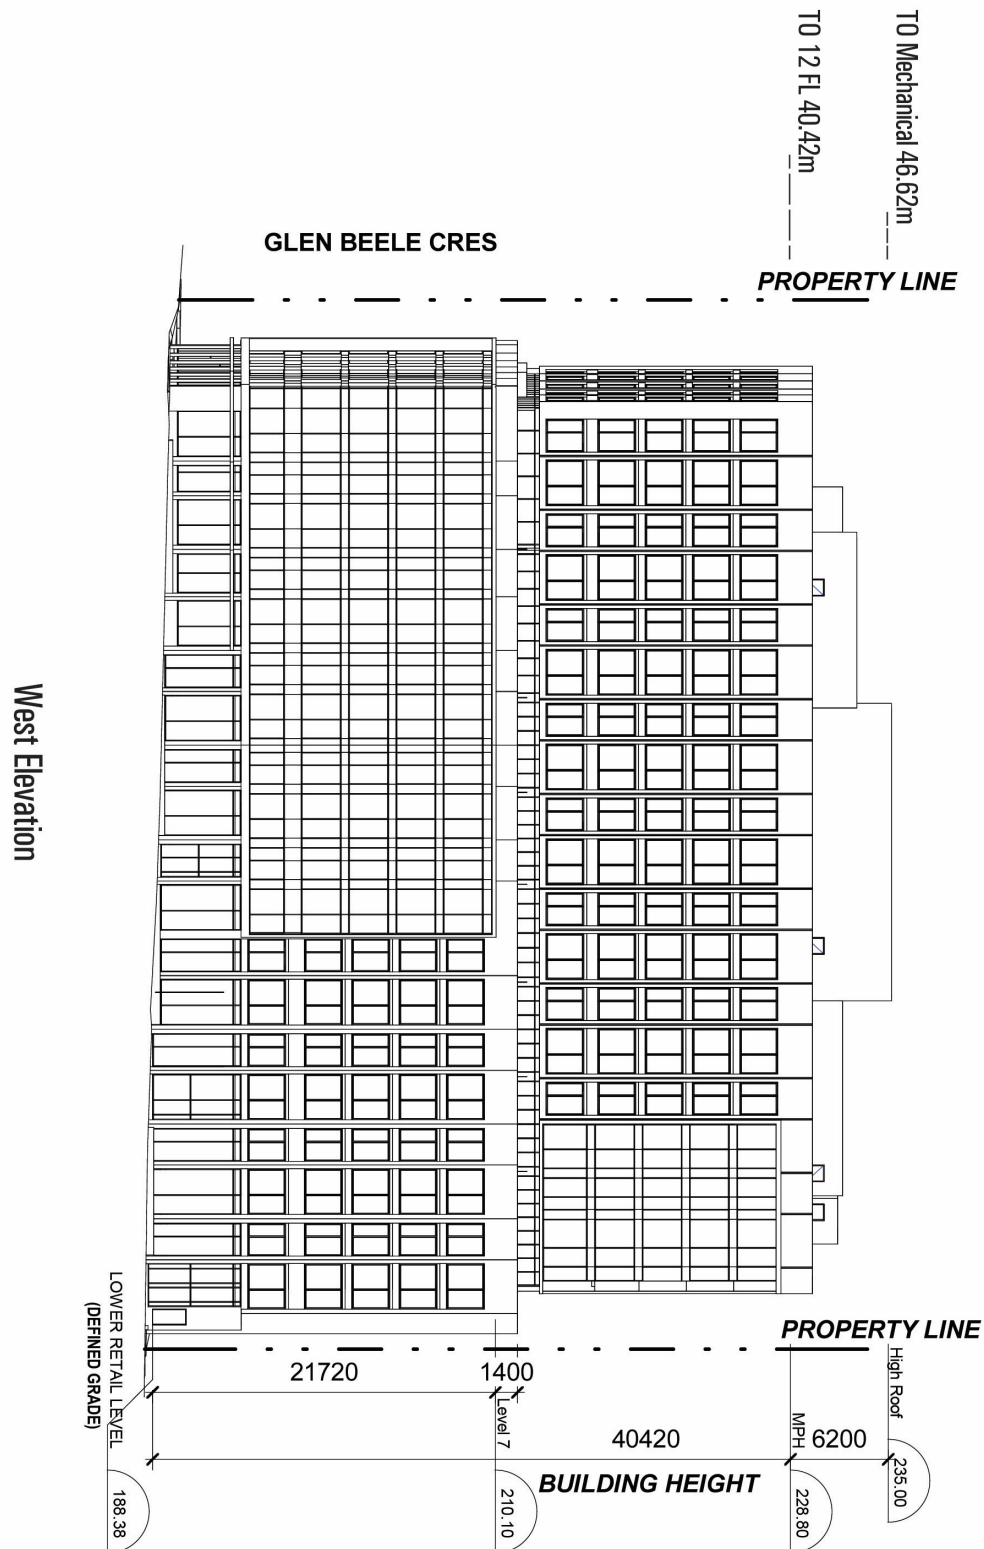 TO Mechanical 46.62m
TO 12 FL 40.42m
GLEN BEELE CRES
PROPERTY LINE
West Elevation
PROPERTY LINE
LOWER RETAIL LEVEL
(DEFINED GRADE)
188.38
21720
1400
Level 7
210.10
40420
BUILDING HEIGHT
MPH
228.80
6200
High Roof
235.00